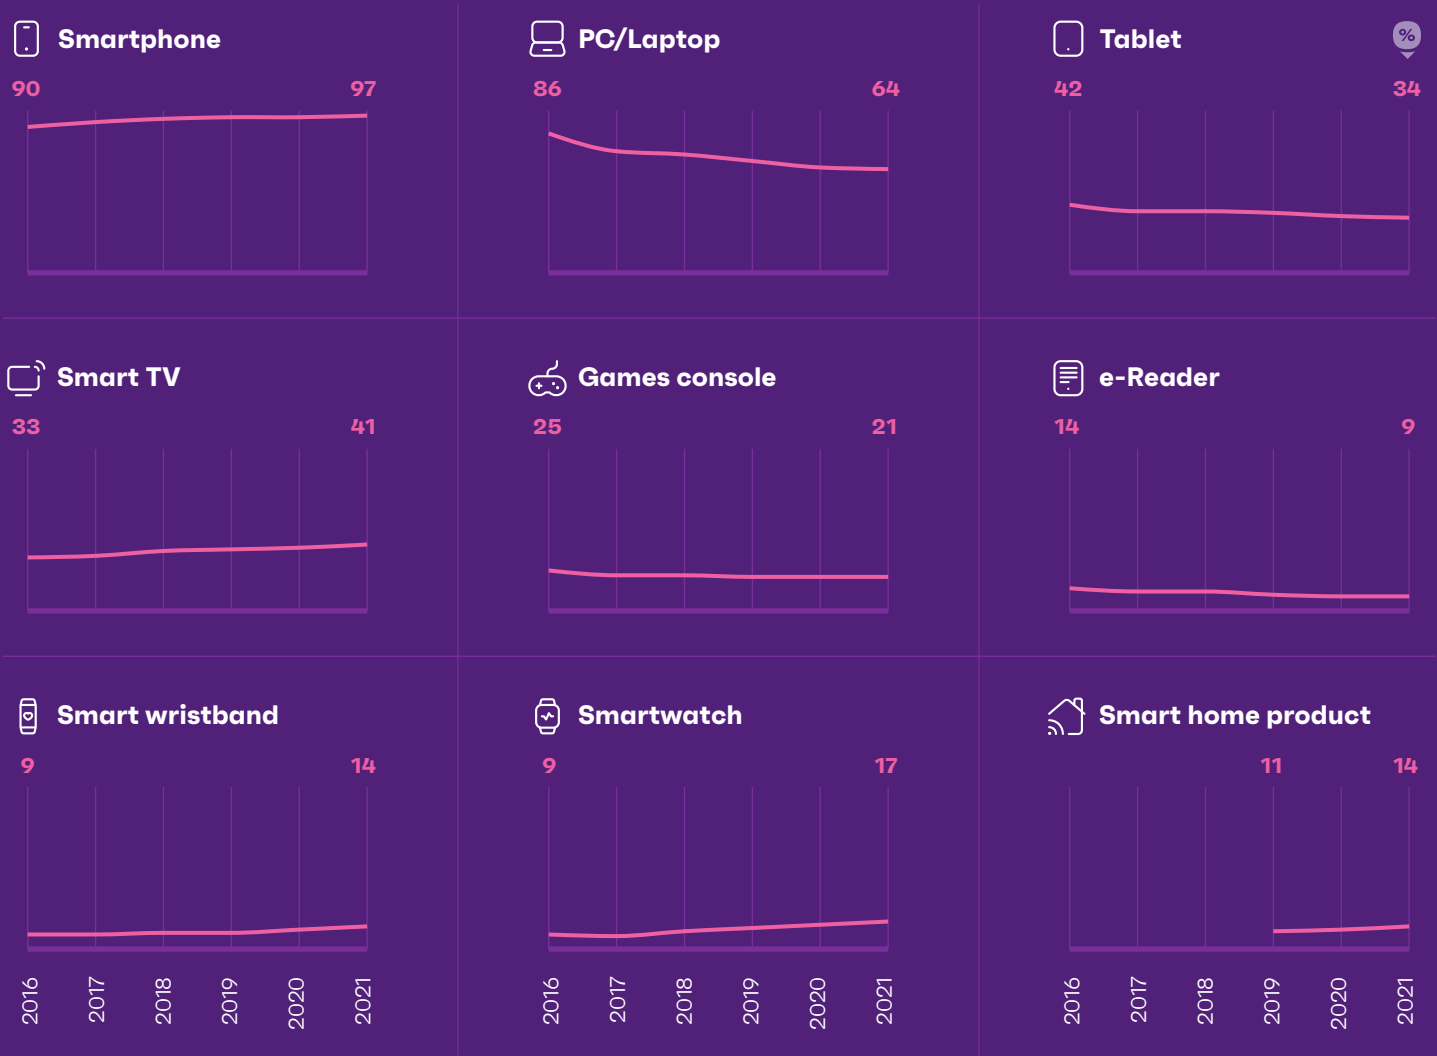 Smartphone
90 97
PC/Laptop
86 64
Tablet
%
42 34
Smart TV
33 41
Games console
25 21
e-Reader
14 9
Smart wristband
9 14
Smartwatch
9 17
Smart home product
11 14
2016 2017 2018 2019 2020 2021
2016 2017 2018 2019 2020 2021
2016 2017 2018 2019 2020 2021